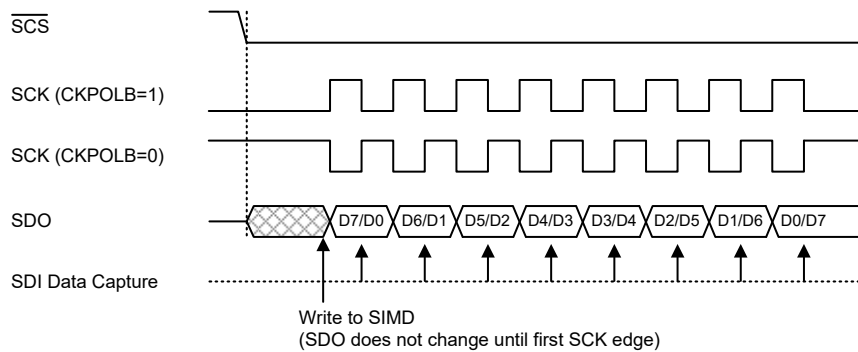 SCS
SCK (CKPOLB=1)
SCK (CKPOLB=0)
SDO
D7/D0 D6/D1 D5/D2 D4/D3 D3/D4 D2/D5 D1/D6 D0/D7
SDI Data Capture
Write to SIMD
(SDO does not change until first SCK edge)